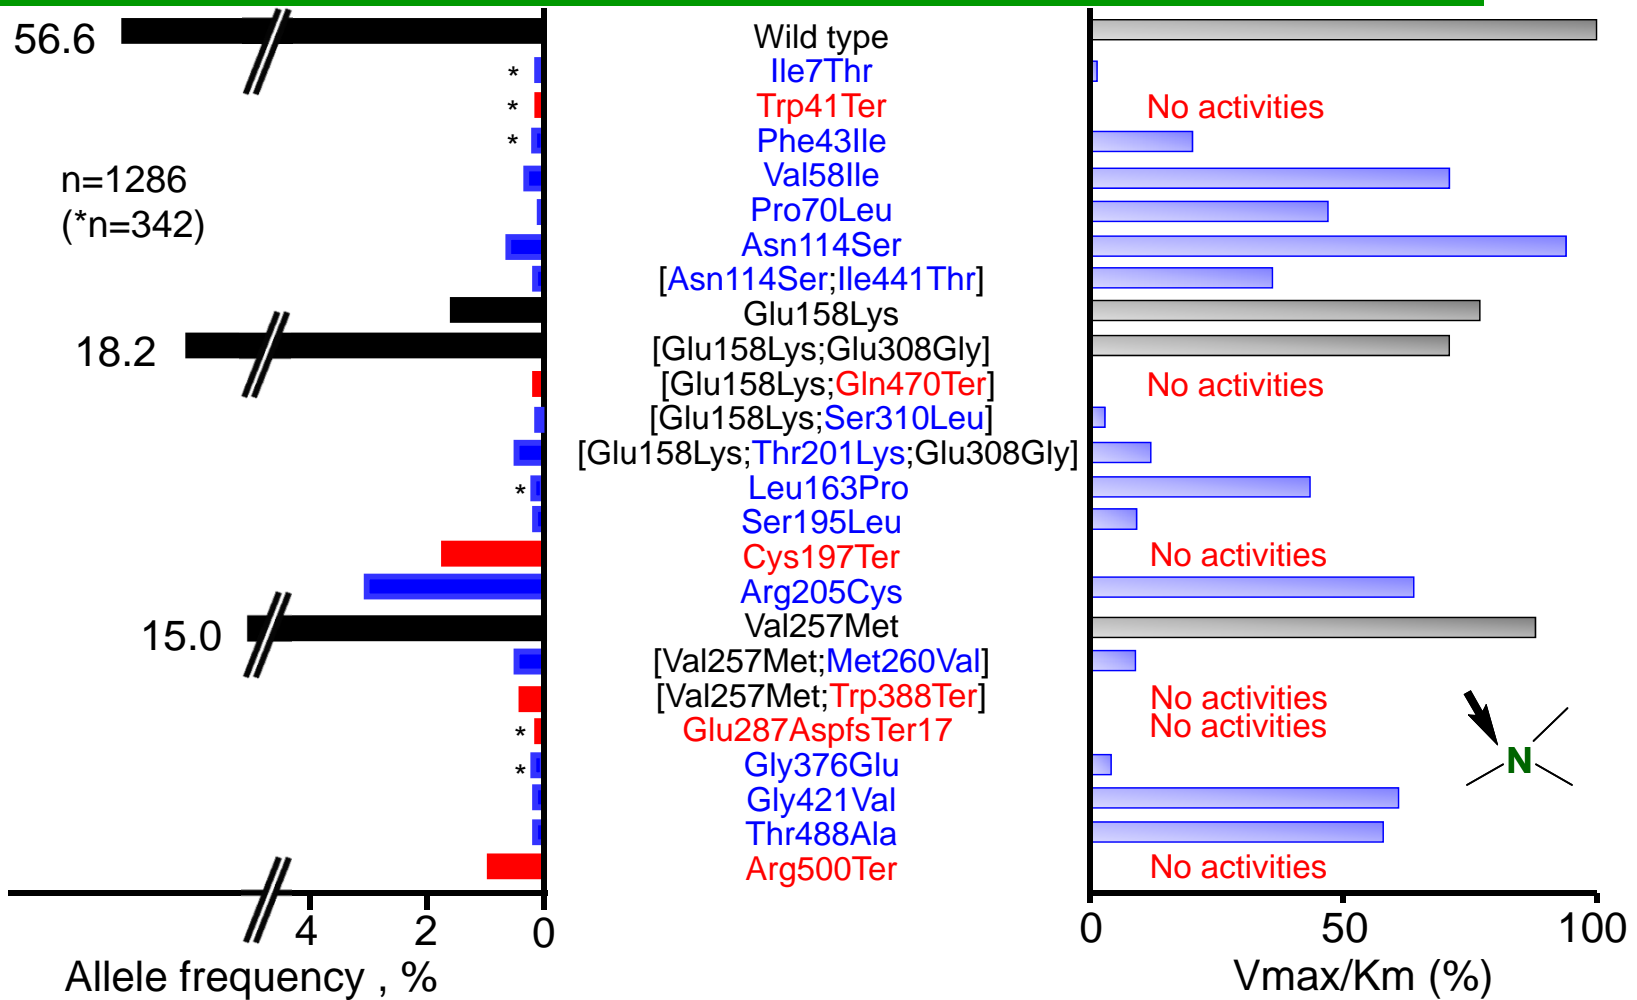 56.6
Wild type
* Ile7Thr
* Trp41Ter No activities
* Phe43Ile
n=1286
(*n=342)
Val58Ile
Pro70Leu
Asn114Ser
[Asn114Ser;Ile441Thr]
Glu158Lys
18.2 [Glu158Lys;Glu308Gly]
[Glu158Lys;Gln470Ter] No activities
[Glu158Lys;Ser310Leu]
[Glu158Lys;Thr201Lys;Glu308Gly]
* Leu163Pro
Ser195Leu
Cys197Ter No activities
Arg205Cys
15.0 Val257Met
[Val257Met;Met260Val]
[Val257Met;Trp388Ter] No activities
* Glu287AspfsTer17 No activities
* Gly376Glu
N
Gly421Val
Thr488Ala
Arg500Ter No activities
4 2 0 0 50 100
Allele frequency , % Vmax/Km (%)